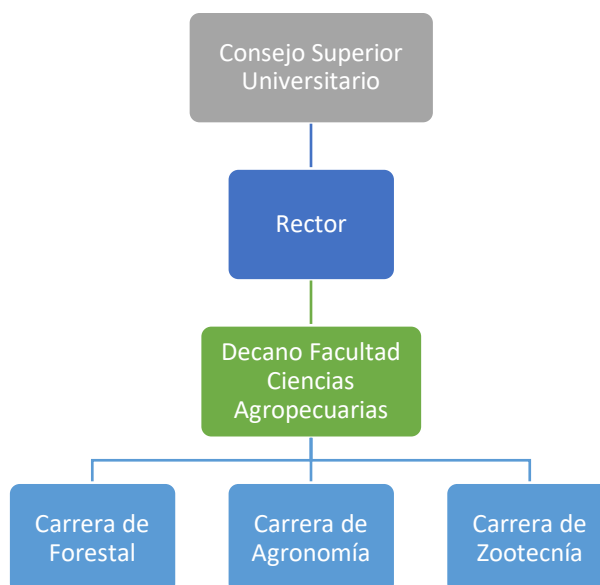 Consejo Superior
Universitario
Rector
Decano Facultad
Ciencias
Agropecuarias
Carrera de
Forestal
Carrera de
Agronomía
Carrera de
Zootecnía